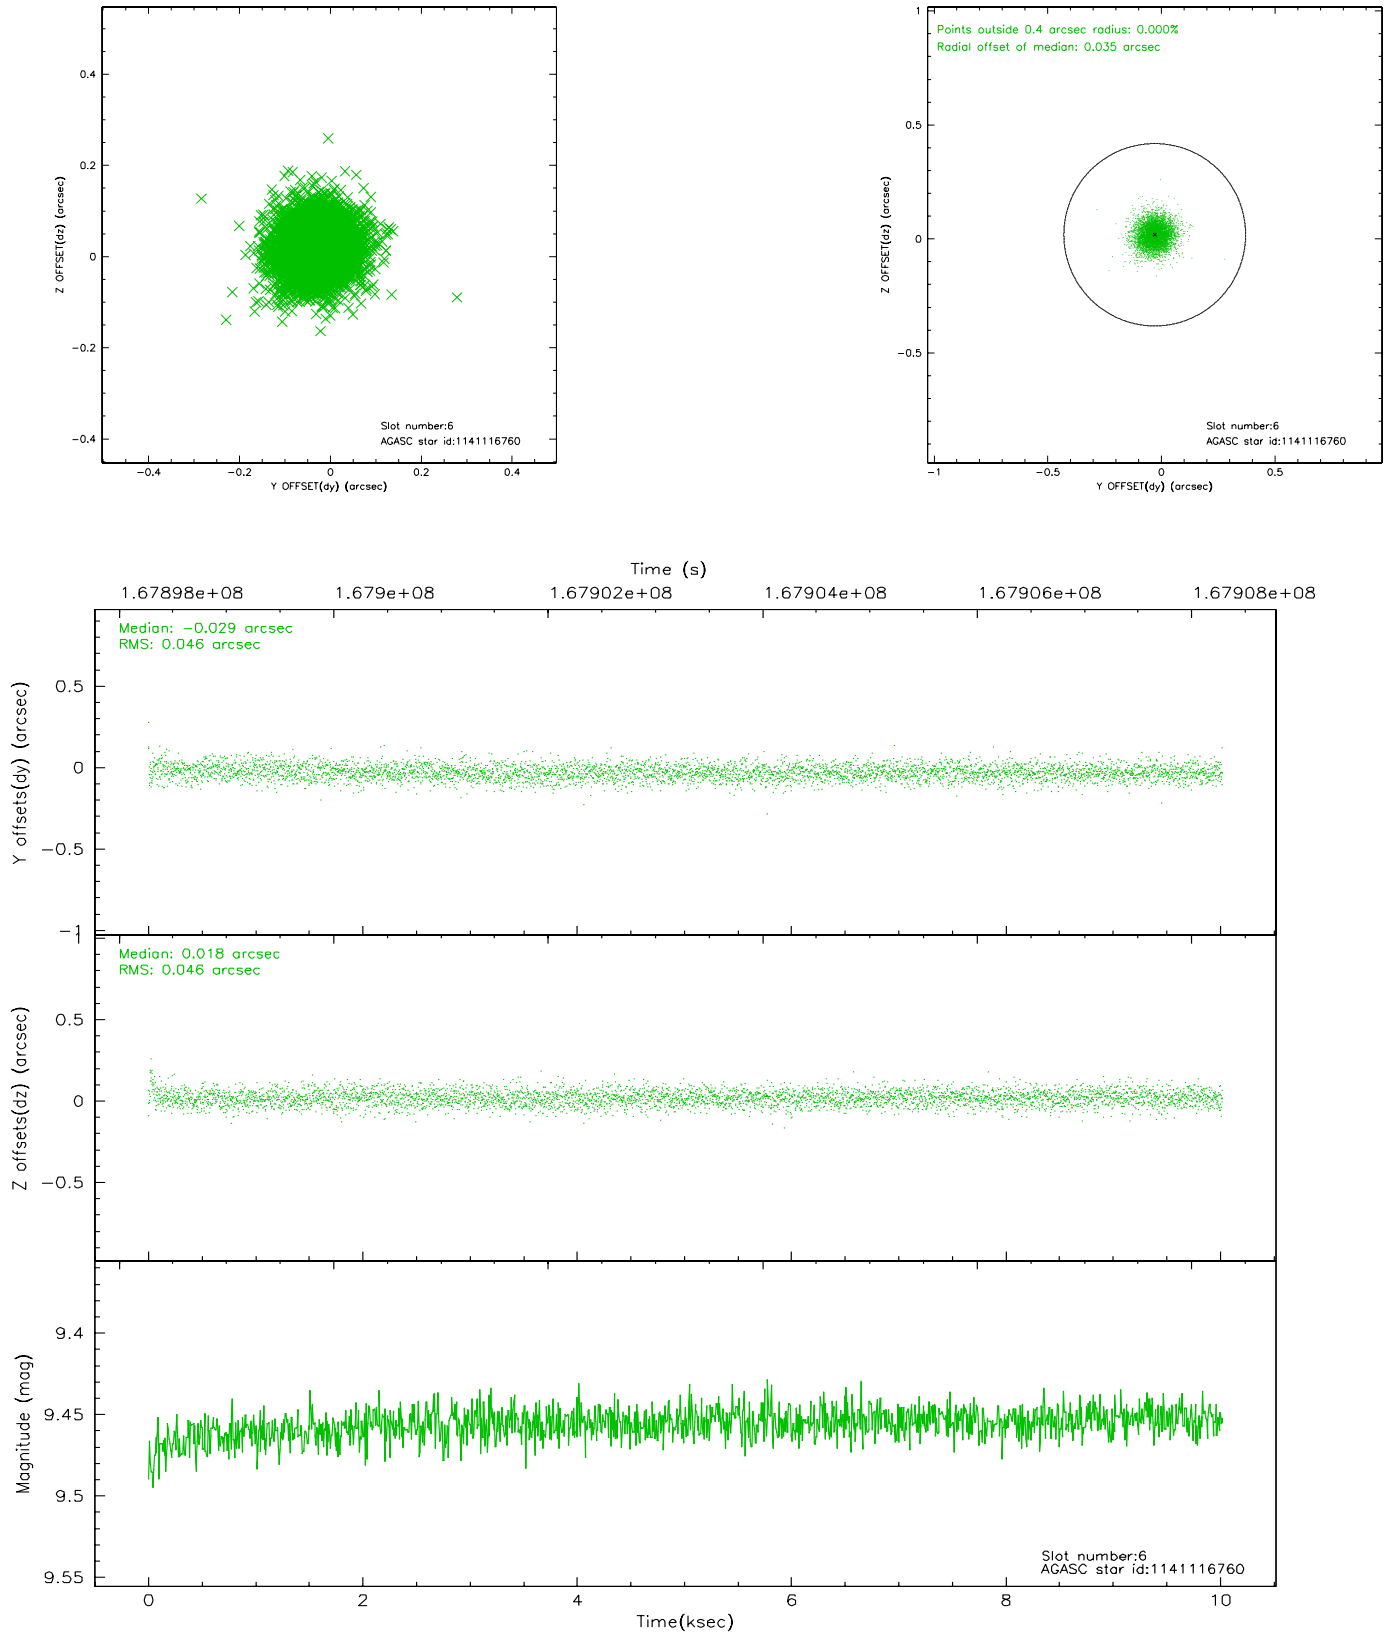 0.4
0.2
0
−0.2
−0.4
Z OFFSET(dz) (arcsec)
Slot number:6
AGASC star id:1141116760
−0.4 −0.2 0 0.2 0.4
Y OFFSET(dy) (arcsec)
1
0.5
0
−0.5
Z OFFSET(dz) (arcsec)
Points outside 0.4 arcsec radius: 0.000%
Radial offset of median: 0.035 arcsec
Slot number:6
AGASC star id:1141116760
−1 −0.5 0 0.5
Y OFFSET(dy) (arcsec)
Time (s)
1.67898e+08 1.679e+08 1.67902e+08 1.67904e+08 1.67906e+08 1.67908e+08
Median: −0.029 arcsec
RMS: 0.046 arcsec
0.5
0
−0.5
−1
Y offsets(dy) (arcsec)
Median: 0.018 arcsec
RMS: 0.046 arcsec
1
0.5
0
−0.5
Z offsets(dz) (arcsec)
9.4
9.45
9.5
9.55
Magnitude (mag)
Slot number:6
AGASC star id:1141116760
0 2 4 6 8 10
Time(ksec)